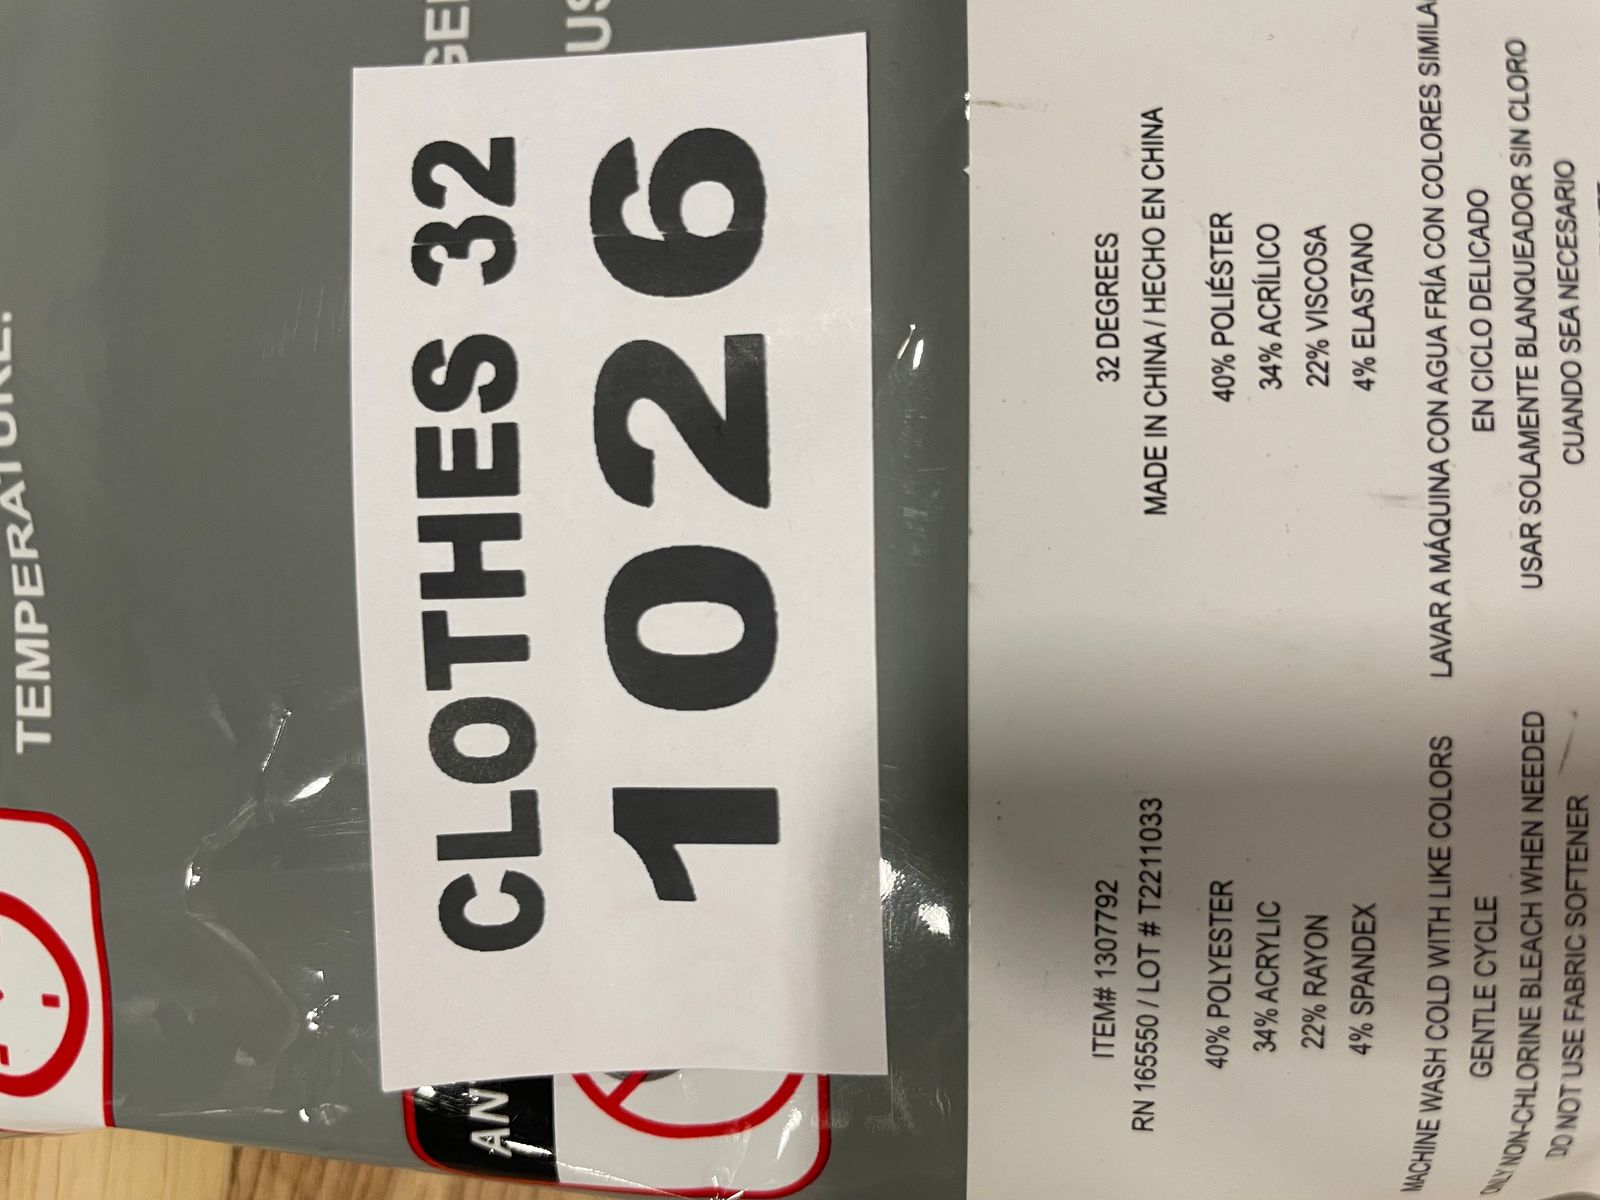 TEMPERATURE.
CLOTHES 32
1026
AN
ITEM# 1307792
RN 165550 / LOT # T2211033
40% POLYESTER
34% ACRYLIC
22% RAYON
4% SPANDEX
MACHINE WASH COLD WITH LIKE COLORS
GENTLE CYCLE
ONLY NON-CHLORINE BLEACH WHEN NEEDED
DO NOT USE FABRIC SOFTENER
32 DEGREES
MADE IN CHINA / HECHO EN CHINA
40% POLIÉSTER
34% ACRÍLICO
22% VISCOSA
4% ELASTANO
LAVAR A MÁQUINA CON AGUA FRÍA CON COLORES SIMILA
EN CICLO DELICADO
USAR SOLAMENTE BLANQUEADOR SIN CLORO
CUANDO SEA NECESARIO